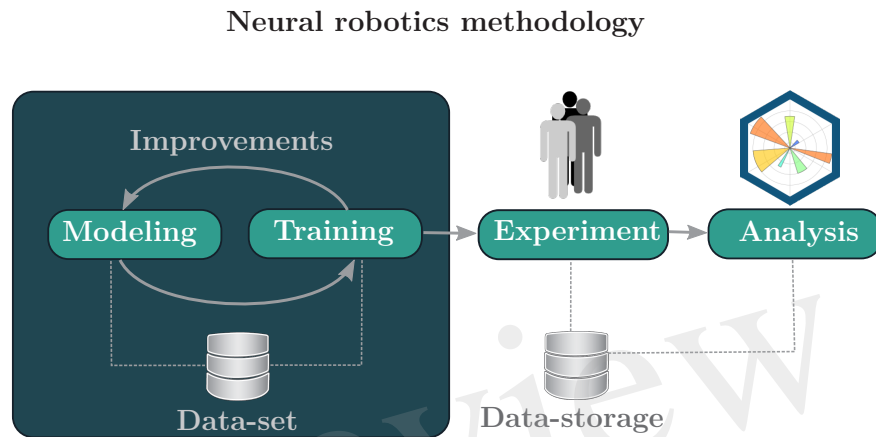 Neural robotics methodology
Improvements
Modeling
Training
Experiment
Analysis
Data-set
Data-storage